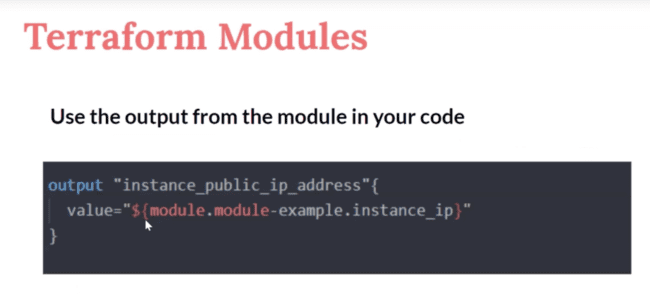 Terraform Modules
Use the output from the module in your code
output "instance_public_ip_address"{
value="${module.module-example.instance_ip}"
}